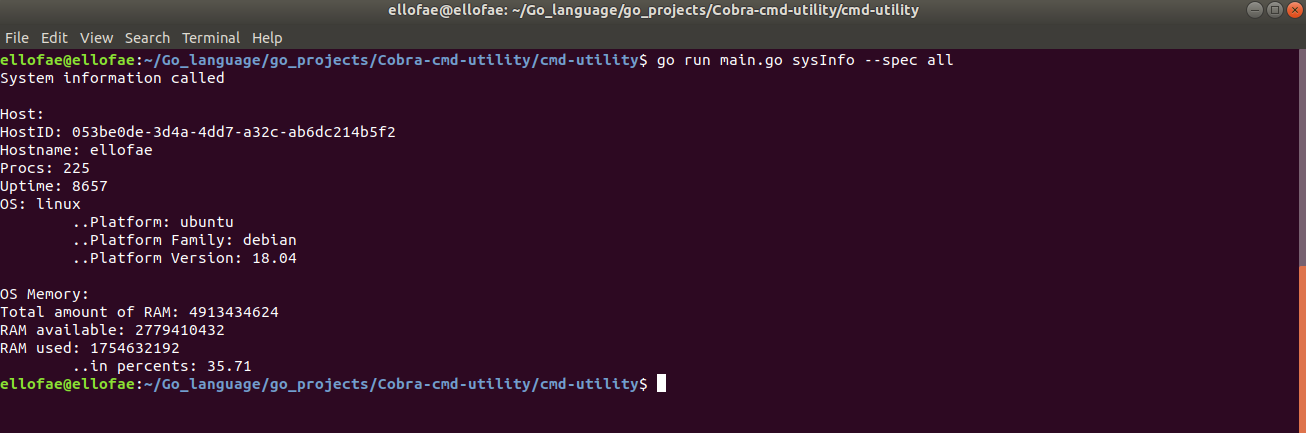 ellofae@ellofae: ~/Go_language/go_projects/Cobra-cmd-utility/cmd-utility
File Edit View Search Terminal Help
ellofae@ellofae:~/Go_language/go_projects/Cobra-cmd-utility/cmd-utility$ go run main.go sysInfo --spec all
System information called
Host:
HostID: 053be0de-3d4a-4dd7-a32c-ab6dc214b5f2
Hostname: ellofae
Procs: 225
Uptime: 8657
OS: linux
..Platform: ubuntu
..Platform Family: debian
..Platform Version: 18.04
OS Memory:
Total amount of RAM: 4913434624
RAM available: 2779410432
RAM used: 1754632192
..in percents: 35.71
ellofae@ellofae:~/Go_language/go_projects/Cobra-cmd-utility/cmd-utility$